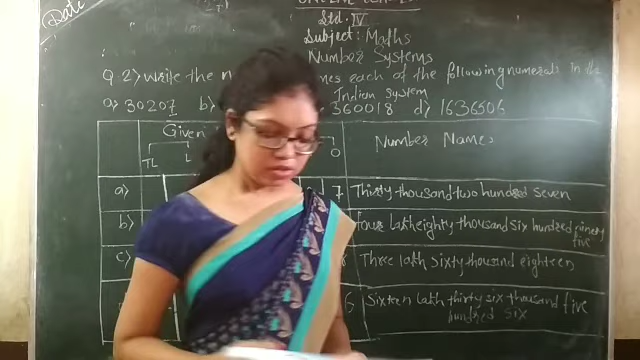 Date
Std. IV
Subject: Maths
Number Systems
Q.2) Write the n mes each of the following numerals in the
Indian system
a) 30207 b) 360018 d) 1636506
Given Number Names
TL L O
a) 7 Thirty thousand two hundred seven
b) Four lakh eighty thousand six hundred ninety
five
c) 8 Three lakh sixty thousand eighteen
6 Sixteen lakh thirty six thousand five
hundred six